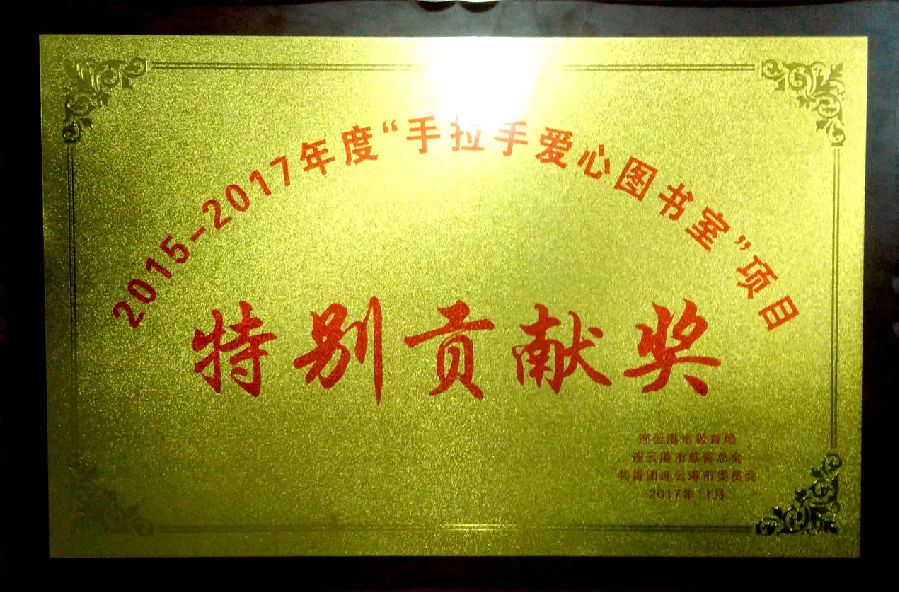 2015-2017年度“手拉手爱心图书室”项目
特别贡献奖
连云港市教育局
连云港市慈善总会
共青团连云港市委员会
2017年11月